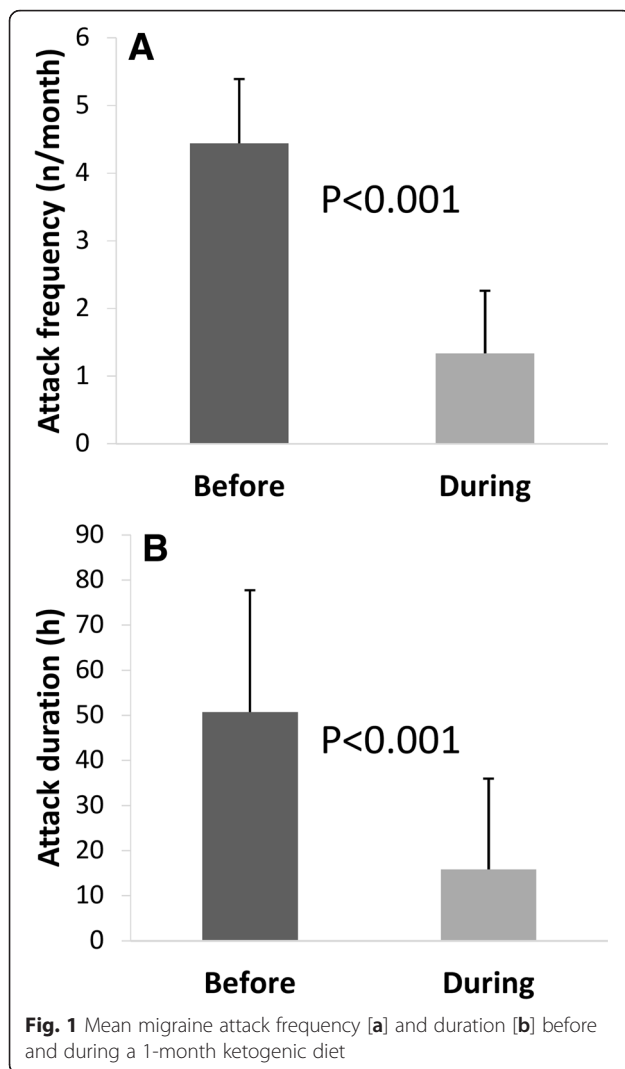 A
Attack frequency (n/month)
6
5
4
3
2
1
0
P<0.001
Before During
B
Attack duration (h)
90
80
70
60
50
40
30
20
10
0
P<0.001
Before During
Fig. 1 Mean migraine attack frequency [a] and duration [b] before
and during a 1-month ketogenic diet